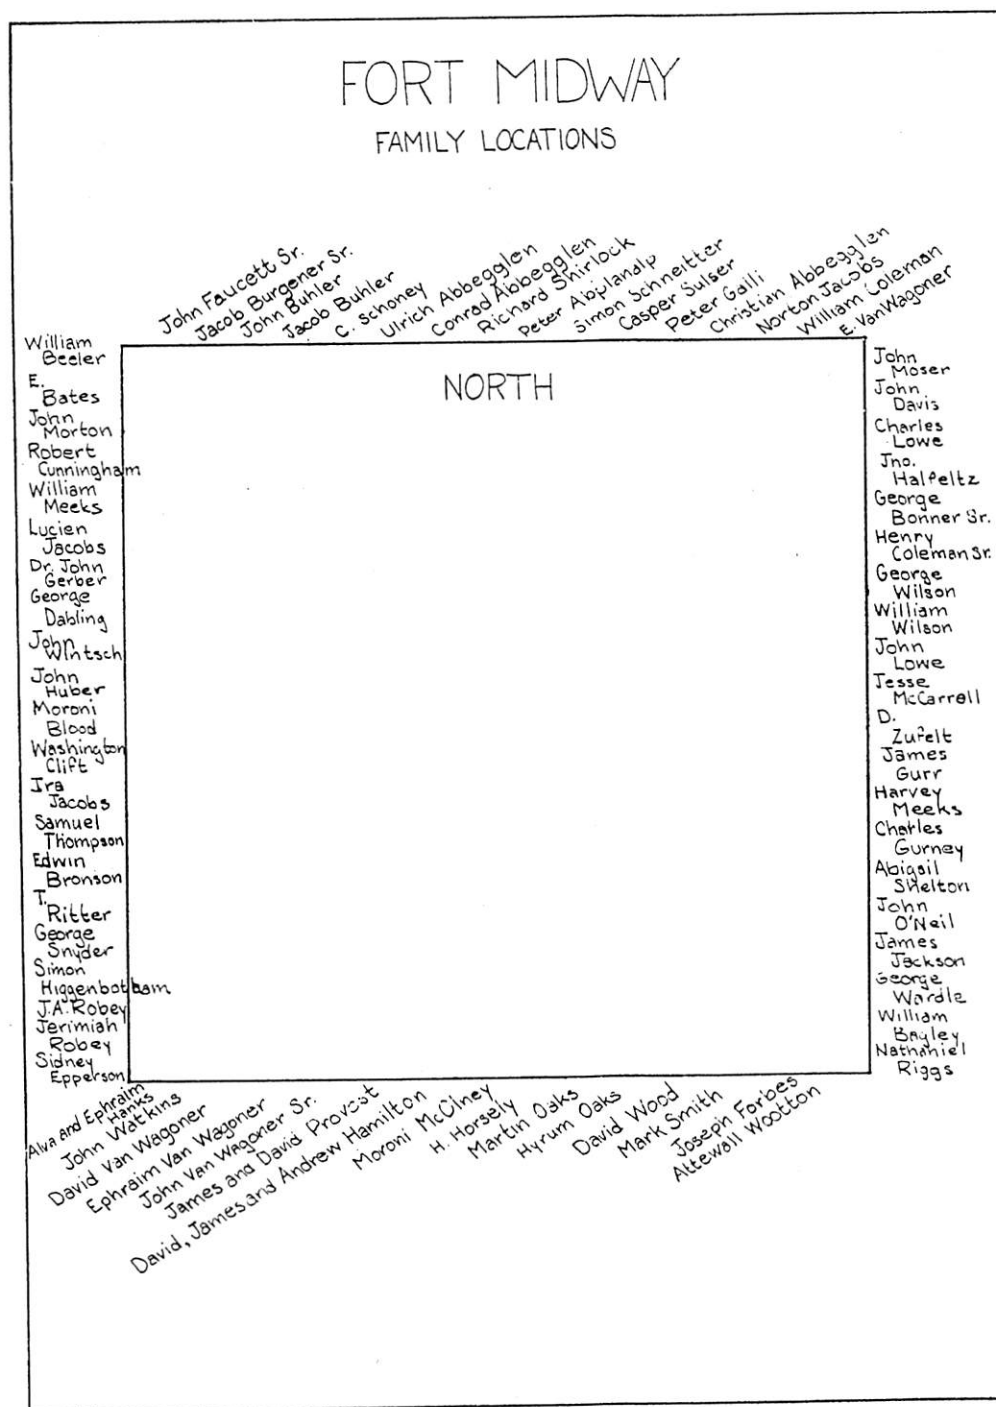 FORT MIDWAY
FAMILY LOCATIONS
John Faucett Sr.
Jacob Burgener Sr.
John Buhler
Jacob Buhler
C. Schoney
Ulrich Abbegglen
Conrad Abbegglen
Richard Shirlock
Peter Abplanalp
Simon Schneitter
Casper Sulser
Peter Galli
Christian Abbegglen
Norton Jacobs
William Coleman
E. VanWagoner
NORTH
William
Beeler
E.
Bates
John
Morton
Robert
Cunningham
William
Meeks
Lucien
Jacobs
Dr. John
Gerber
George
Dabling
John
Wintsch
John
Huber
Moroni
Blood
Washington
Clift
Ira
Jacobs
Samuel
Thompson
Edwin
Bronson
T.
Ritter
George
Snyder
Simon
Higgenbotham
J.A. Robey
Jerimiah
Robey
Sidney
Epperson
John
Moser
John
Davis
Charles
Lowe
Jno.
Halfeltz
George
Bonner Sr.
Henry
Coleman Sr.
George
Wilson
William
Wilson
John
Lowe
Jesse
McCarrell
D.
Zufelt
James
Gurr
Harvey
Meeks
Charles
Gurney
Abigail
Shelton
John
O'Neil
James
Jackson
George
Wardle
William
Bagley
Nathaniel
Riggs
Alva and Ephraim
Hanks
John Watkins
David Van Wagoner
Ephraim Van Wagoner
John Van Wagoner Sr.
James and David Provost
David, James and Andrew Hamilton
Moroni McOlney
H. Horsely
Martin Oaks
Hyrum Oaks
David Wood
Mark Smith
Joseph Forbes
Attewall Wootton